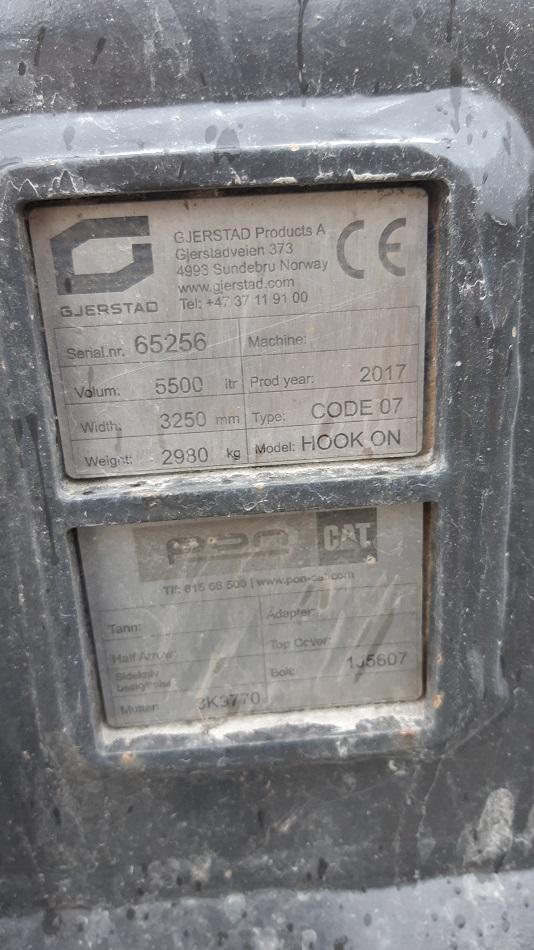 GJERSTAD Products A
Gjerstadveien 373
4993 Sundebru Norway
www.gjerstad.com
Tel: +47 37 11 91 00
CE
GJERSTAD
Serial.nr. 65256 Machine:
Volum: 5500 ltr Prod year: 2017
Width: 3250 mm Type: CODE 07
Weight: 2980 kg Model: HOOK ON
CAT
Tlf: 815 66 500 | www.pon-cat.com
Tann: Adapter:
Half Arrow: Top Cover:
Sidekniv Bolt: 1J5607
beskyttelse
Mutter: 3K9770